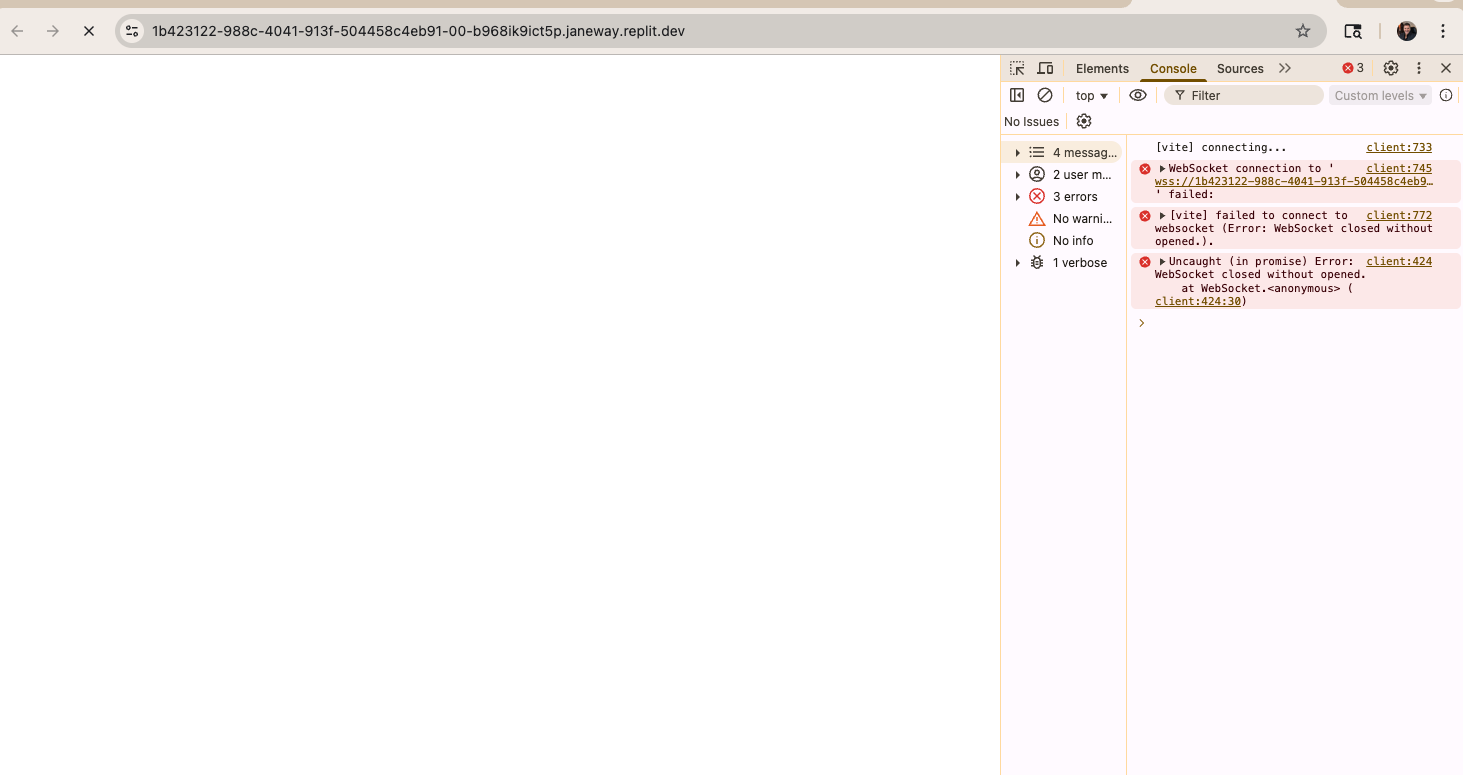 1b423122-988c-4041-913f-504458c4eb91-00-b968ik9ict5p.janeway.replit.dev
Elements Console Sources 3
top Filter Custom levels
No Issues
4 messag...
2 user m...
3 errors
No warni...
No info
1 verbose
[vite] connecting... client:733
WebSocket connection to ' client:745
wss://1b423122-988c-4041-913f-504458c4eb9…
' failed:
[vite] failed to connect to client:772
websocket (Error: WebSocket closed without
opened.).
Uncaught (in promise) Error: client:424
WebSocket closed without opened.
at WebSocket.<anonymous> (
client:424:30)